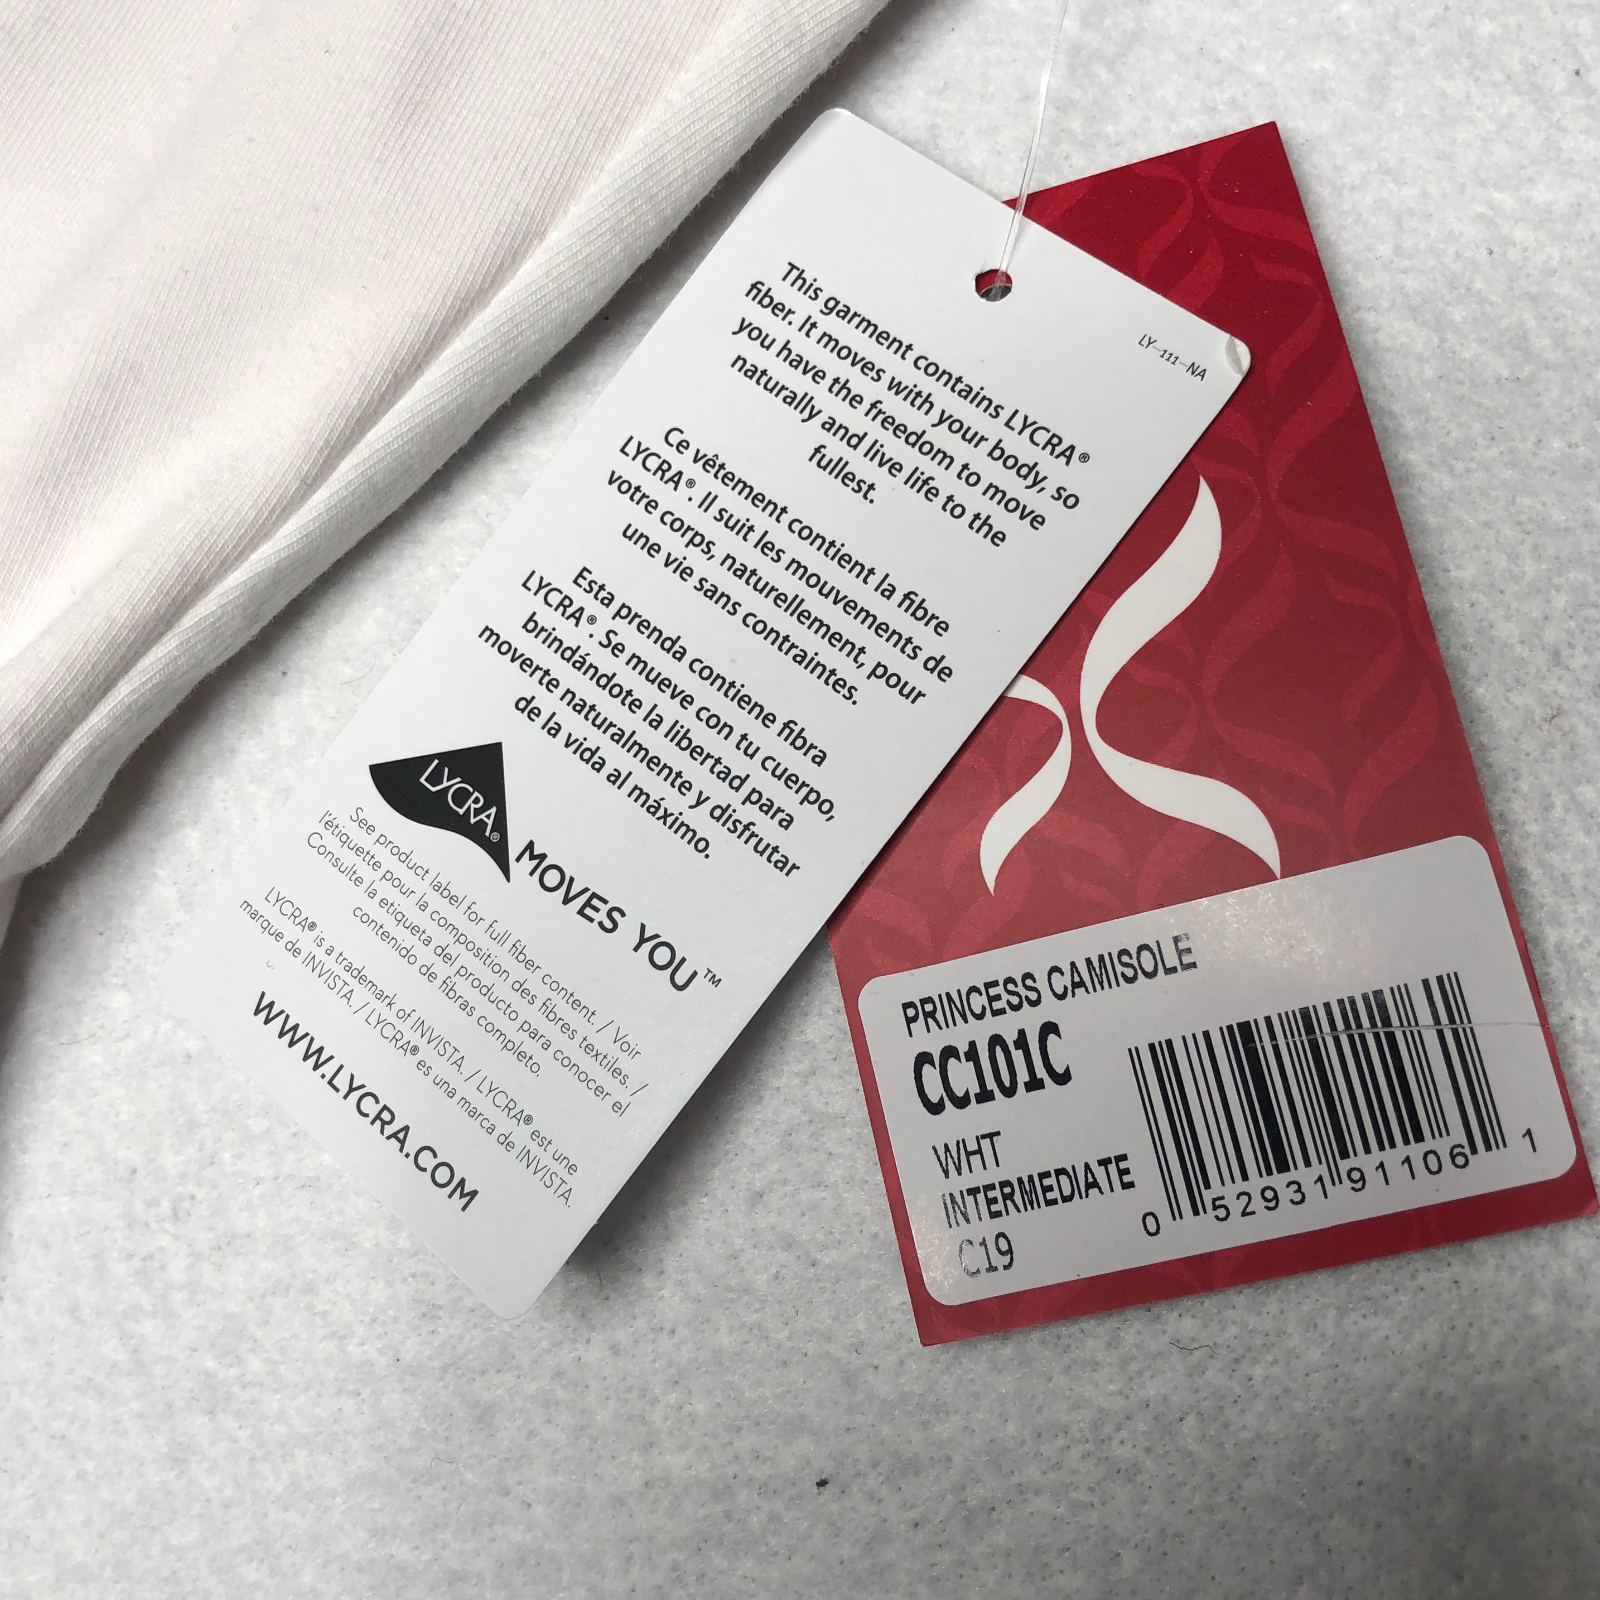 LY-111-NA
This garment contains LYCRA®
fiber. It moves with your body, so
you have the freedom to move
naturally and live life to the
fullest.
Ce vêtement contient la fibre
LYCRA®. Il suit les mouvements de
votre corps, naturellement, pour
une vie sans contraintes.
Esta prenda contiene fibra
LYCRA®. Se mueve con tu cuerpo,
brindándote la libertad para
moverte naturalmente y disfrutar
de la vida al máximo.
LYCRA® MOVES YOU™
See product label for full fiber content. / Voir
l'étiquette pour la composition des fibres textiles. /
Consulte la etiqueta del producto para conocer el
contenido de fibras completo.
LYCRA® is a trademark of INVISTA. / LYCRA® est une
marque de INVISTA. / LYCRA® es una marca de INVISTA.
WWW.LYCRA.COM
PRINCESS CAMISOLE
CC101C
WHT
INTERMEDIATE
C19
0 52931 91106 1